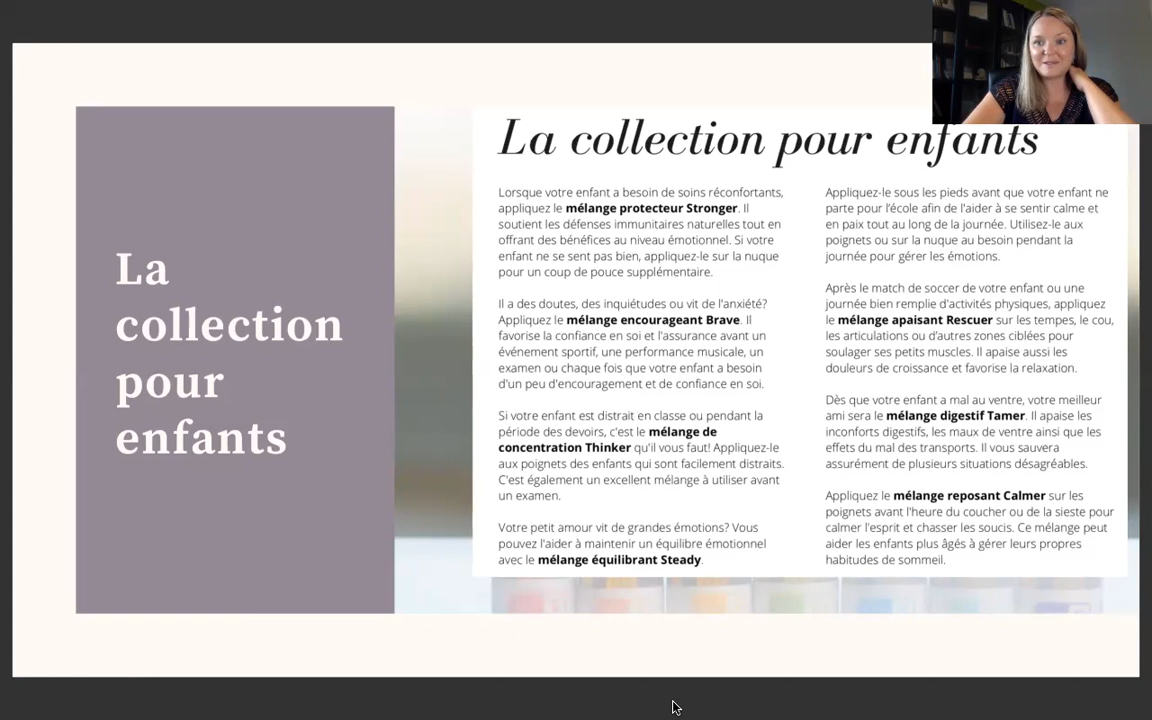 La
collection
pour
enfants
La collection pour enfants
Lorsque votre enfant a besoin de soins réconfortants,
appliquez le mélange protecteur Stronger. Il
soutient les défenses immunitaires naturelles tout en
offrant des bénéfices au niveau émotionnel. Si votre
enfant ne se sent pas bien, appliquez-le sur la nuque
pour un coup de pouce supplémentaire.
Il a des doutes, des inquiétudes ou vit de l'anxiété?
Appliquez le mélange encourageant Brave. Il
favorise la confiance en soi et l'assurance avant un
événement sportif, une performance musicale, un
examen ou chaque fois que votre enfant a besoin
d'un peu d'encouragement et de confiance en soi.
Si votre enfant est distrait en classe ou pendant la
période des devoirs, c'est le mélange de
concentration Thinker qu'il vous faut! Appliquez-le
aux poignets des enfants qui sont facilement distraits.
C'est également un excellent mélange à utiliser avant
un examen.
Votre petit amour vit de grandes émotions? Vous
pouvez l'aider à maintenir un équilibre émotionnel
avec le mélange équilibrant Steady.
Appliquez-le sous les pieds avant que votre enfant ne
parte pour l'école afin de l'aider à se sentir calme et
en paix tout au long de la journée. Utilisez-le aux
poignets ou sur la nuque au besoin pendant la
journée pour gérer les émotions.
Après le match de soccer de votre enfant ou une
journée bien remplie d'activités physiques, appliquez
le mélange apaisant Rescuer sur les tempes, le cou,
les articulations ou d'autres zones ciblées pour
soulager ses petits muscles. Il apaise aussi les
douleurs de croissance et favorise la relaxation.
Dès que votre enfant a mal au ventre, votre meilleur
ami sera le mélange digestif Tamer. Il apaise les
inconforts digestifs, les maux de ventre ainsi que les
effets du mal des transports. Il vous sauvera
assurément de plusieurs situations désagréables.
Appliquez le mélange reposant Calmer sur les
poignets avant l'heure du coucher ou de la sieste pour
calmer l'esprit et chasser les soucis. Ce mélange peut
aider les enfants plus âgés à gérer leurs propres
habitudes de sommeil.